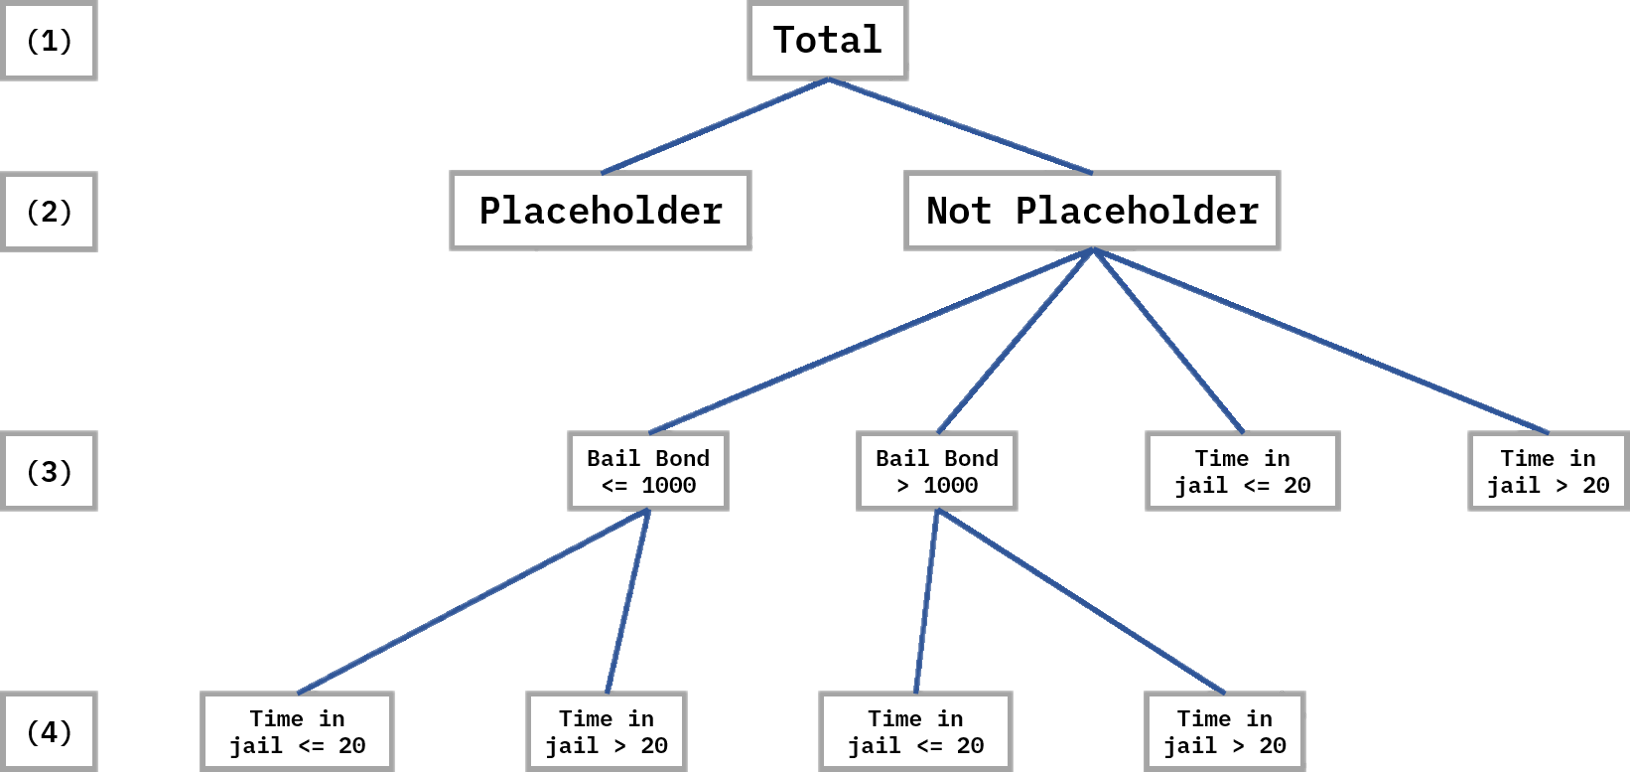 (1)
Total
(2)
Placeholder
Not Placeholder
(3)
Bail Bond
<= 1000
Bail Bond
> 1000
Time in
jail <= 20
Time in
jail > 20
(4)
Time in
jail <= 20
Time in
jail > 20
Time in
jail <= 20
Time in
jail > 20